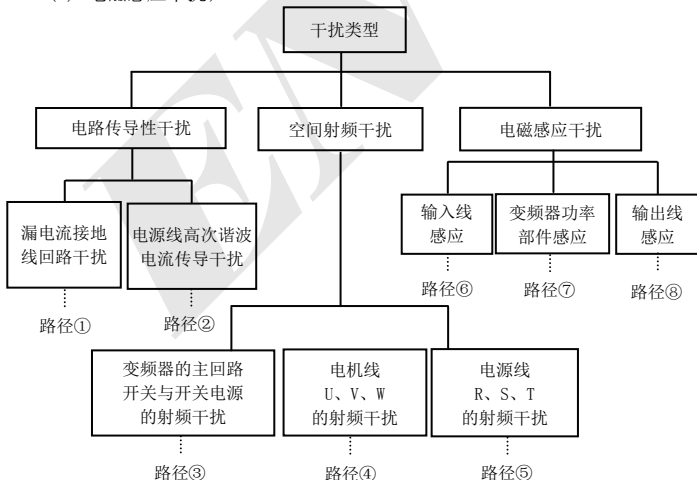 干扰类型
电路传导性干扰
空间射频干扰
电磁感应干扰
漏电流接地
线回路干扰
电源线高次谐波
电流传导干扰
输入线
感应
变频器功率
部件感应
输出线
感应
路径①
路径②
路径⑥
路径⑦
路径⑧
变频器的主回路
开关与开关电源
的射频干扰
电机线
U、V、W
的射频干扰
电源线
R、S、T
的射频干扰
路径③
路径④
路径⑤